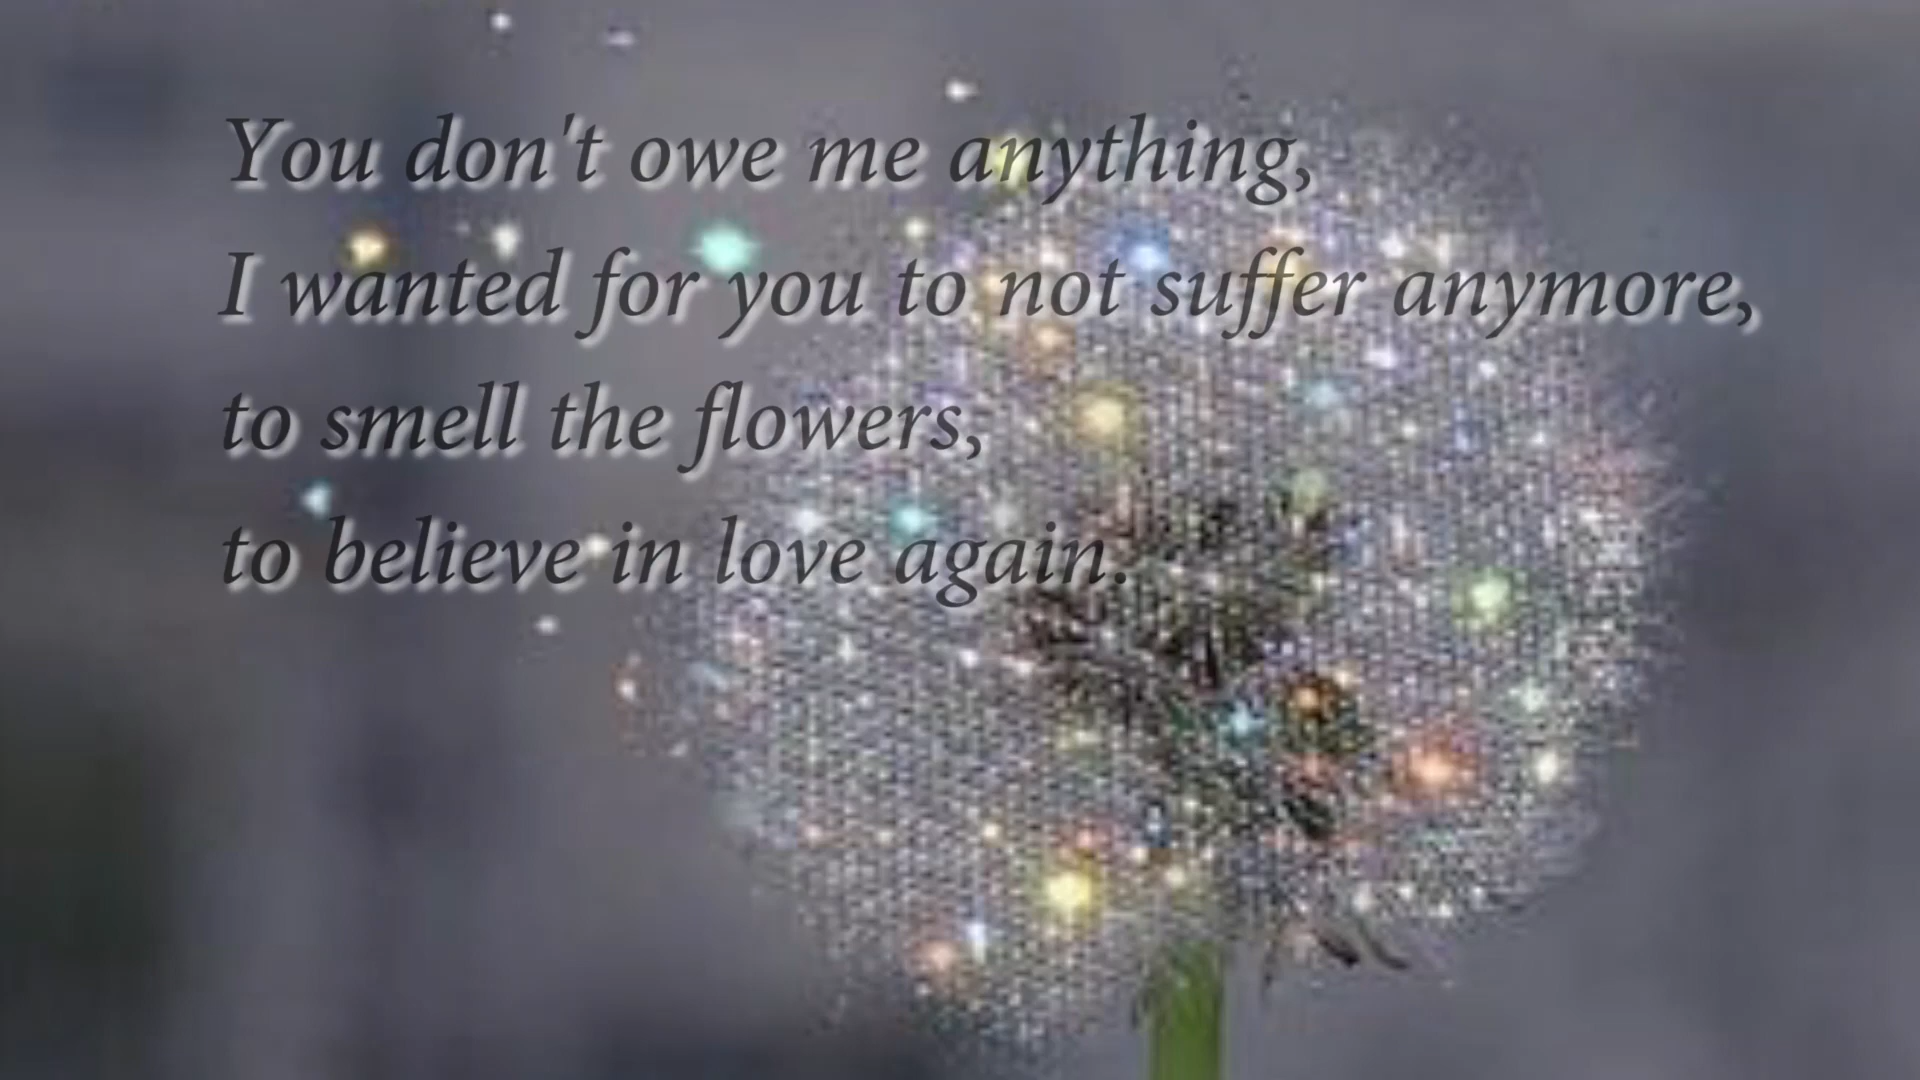 You don't owe me anything,
I wanted for you to not suffer anymore,
to smell the flowers,
to believe in love again.